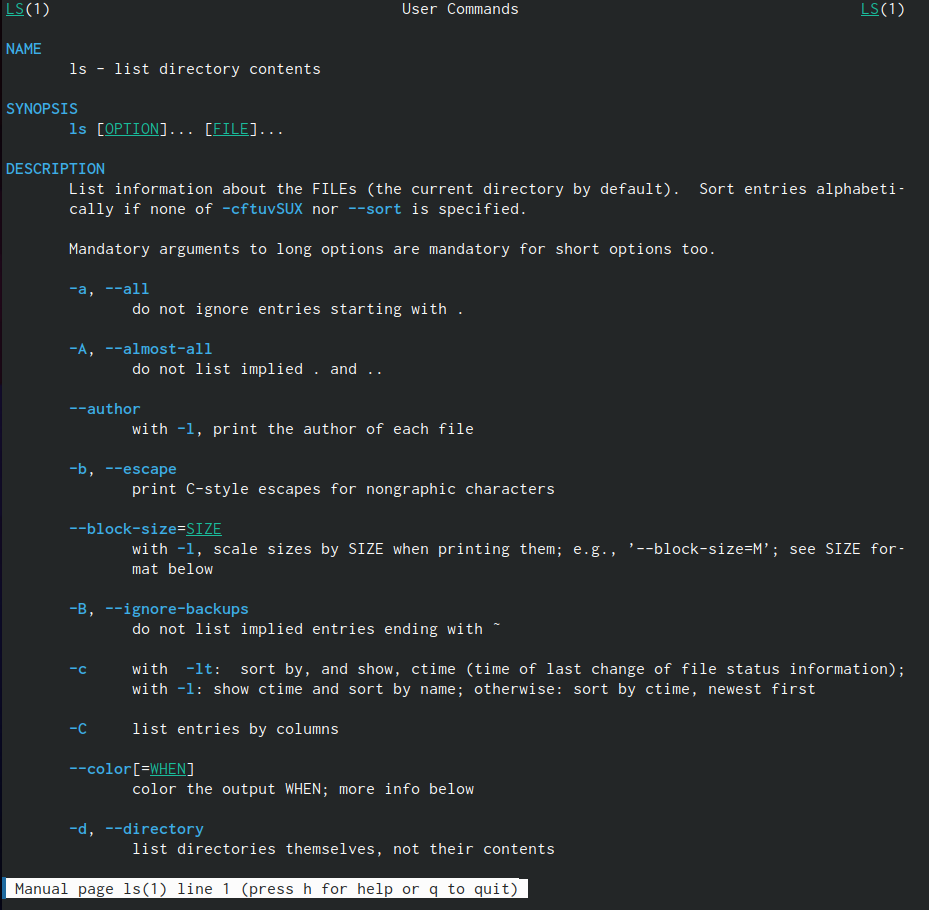 LS(1) User Commands LS(1)
NAME
ls - list directory contents
SYNOPSIS
ls [OPTION]... [FILE]...
DESCRIPTION
List information about the FILEs (the current directory by default). Sort entries alphabeti-
cally if none of -cftuvSUX nor --sort is specified.
Mandatory arguments to long options are mandatory for short options too.
-a, --all
do not ignore entries starting with .
-A, --almost-all
do not list implied . and ..
--author
with -l, print the author of each file
-b, --escape
print C-style escapes for nongraphic characters
--block-size=SIZE
with -l, scale sizes by SIZE when printing them; e.g., ’--block-size=M’; see SIZE for-
mat below
-B, --ignore-backups
do not list implied entries ending with ~
-c with -lt: sort by, and show, ctime (time of last change of file status information);
with -l: show ctime and sort by name; otherwise: sort by ctime, newest first
-C list entries by columns
--color[=WHEN]
color the output WHEN; more info below
-d, --directory
list directories themselves, not their contents
Manual page ls(1) line 1 (press h for help or q to quit)